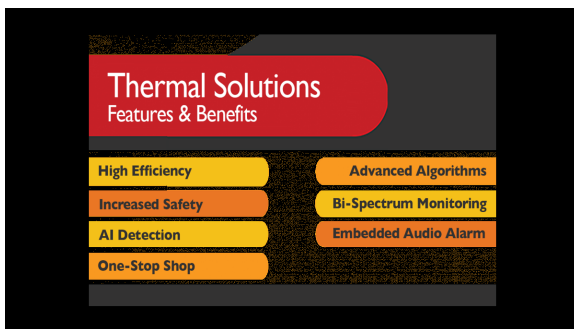 Thermal Solutions
Features & Benefits
High Efficiency
Increased Safety
AI Detection
One-Stop Shop
Advanced Algorithms
Bi-Spectrum Monitoring
Embedded Audio Alarm